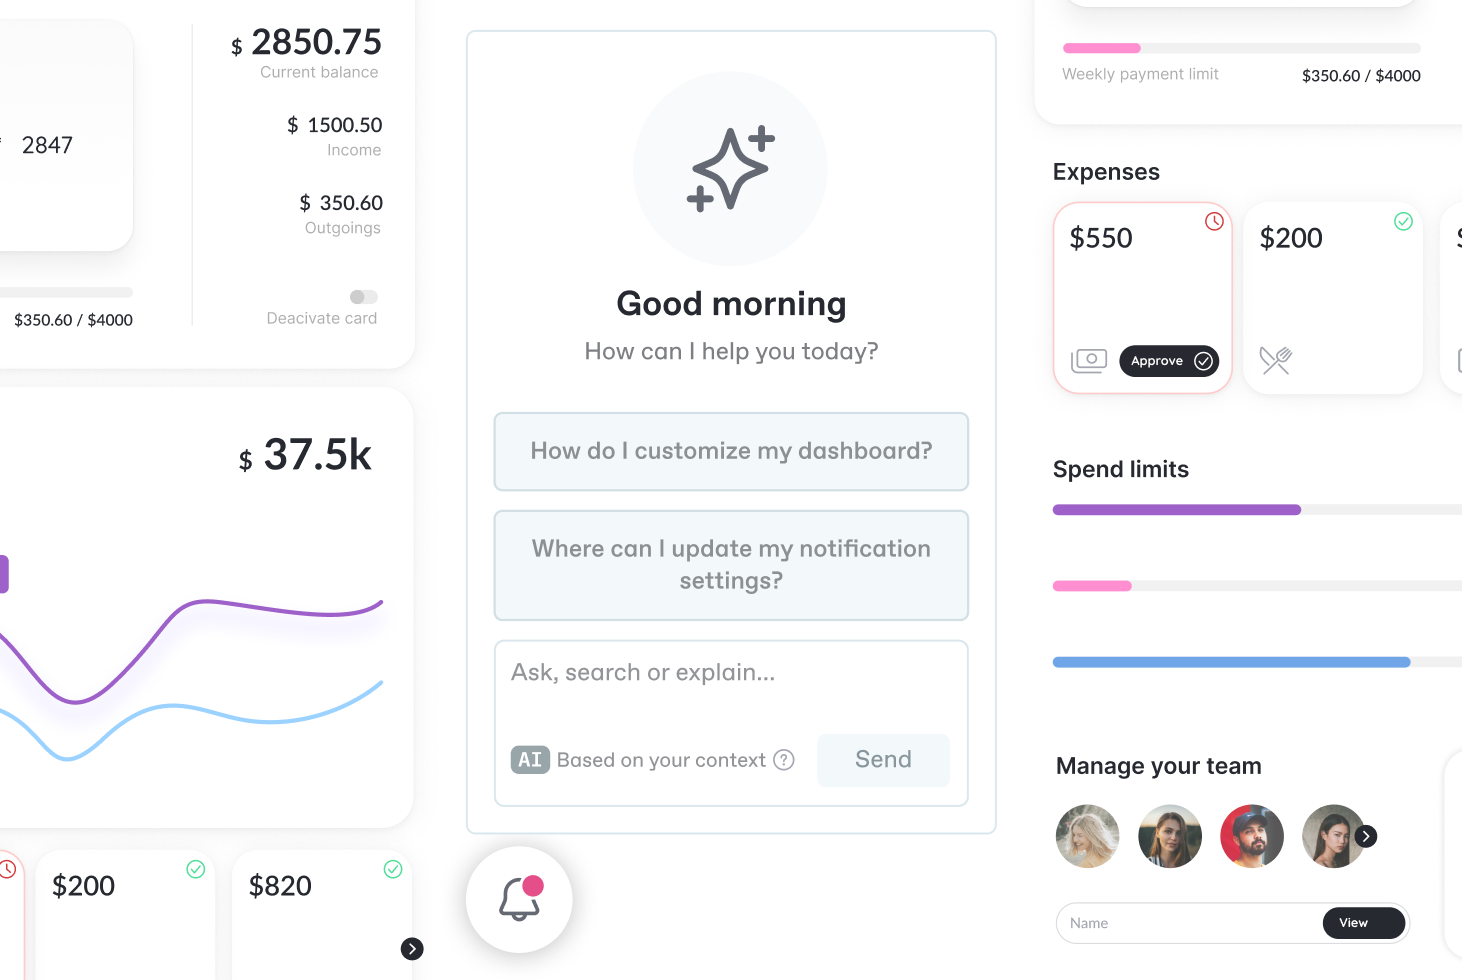 $ 2850.75
Current balance
$ 1500.50
Income
2847
$ 350.60
Outgoings
Deacivate card
$350.60 / $4000
$ 37.5k
$200
$820
Good morning
How can I help you today?
How do I customize my dashboard?
Where can I update my notification
settings?
Ask, search or explain...
AI Based on your context ?
Send
Weekly payment limit
$350.60 / $4000
Expenses
$550
$200
Approve
Spend limits
Manage your team
Name
View